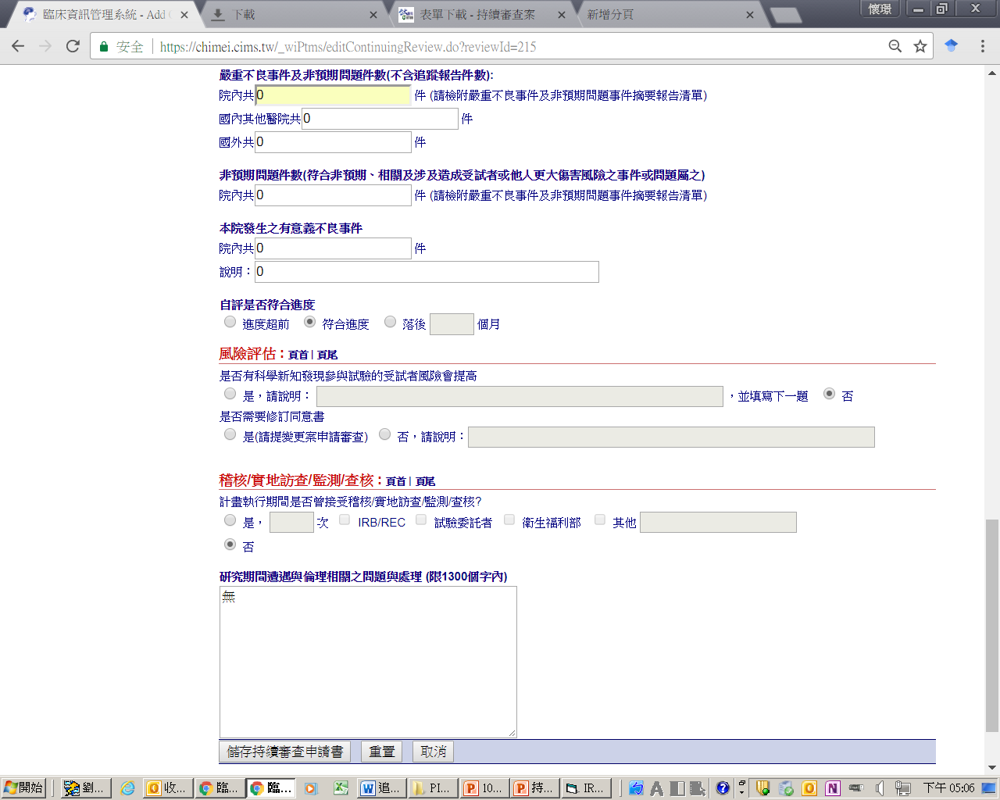 臨床資訊管理系統 - Add
下載
表單下載 - 持續審查案
新增分頁
懷璟
安全 https://chimei.cims.tw/_wiPtms/editContinuingReview.do?reviewId=215
嚴重不良事件及非預期問題件數(不含追蹤報告件數):
院內共0 件 (請檢附嚴重不良事件及非預期問題事件摘要報告清單)
國內其他醫院共0 件
國外共0 件
非預期問題件數(符合非預期、相關及涉及造成受試者或他人更大傷害風險之事件或問題屬之)
院內共0 件 (請檢附嚴重不良事件及非預期問題事件摘要報告清單)
本院發生之有意義不良事件
院內共0 件
說明：0
自評是否符合進度
進度超前 符合進度 落後 個月
風險評估：頁首 | 頁尾
是否有科學新知發現參與試驗的受試者風險會提高
是，請說明： ，並填寫下一題 否
是否需要修訂同意書
是(請提變更案申請審查) 否，請說明：
稽核/實地訪查/監測/查核：頁首 | 頁尾
計畫執行期間是否曾接受稽核/實地訪查/監測/查核?
是， 次 IRB/REC 試驗委託者 衛生福利部 其他
否
研究期間遭遇與倫理相關之問題與處理 (限1300個字內)
無
儲存持續審查申請書 重置 取消
開始 劉... 收... 臨... 臨... 追... PI... 10... 持... IR... 下午 05:06